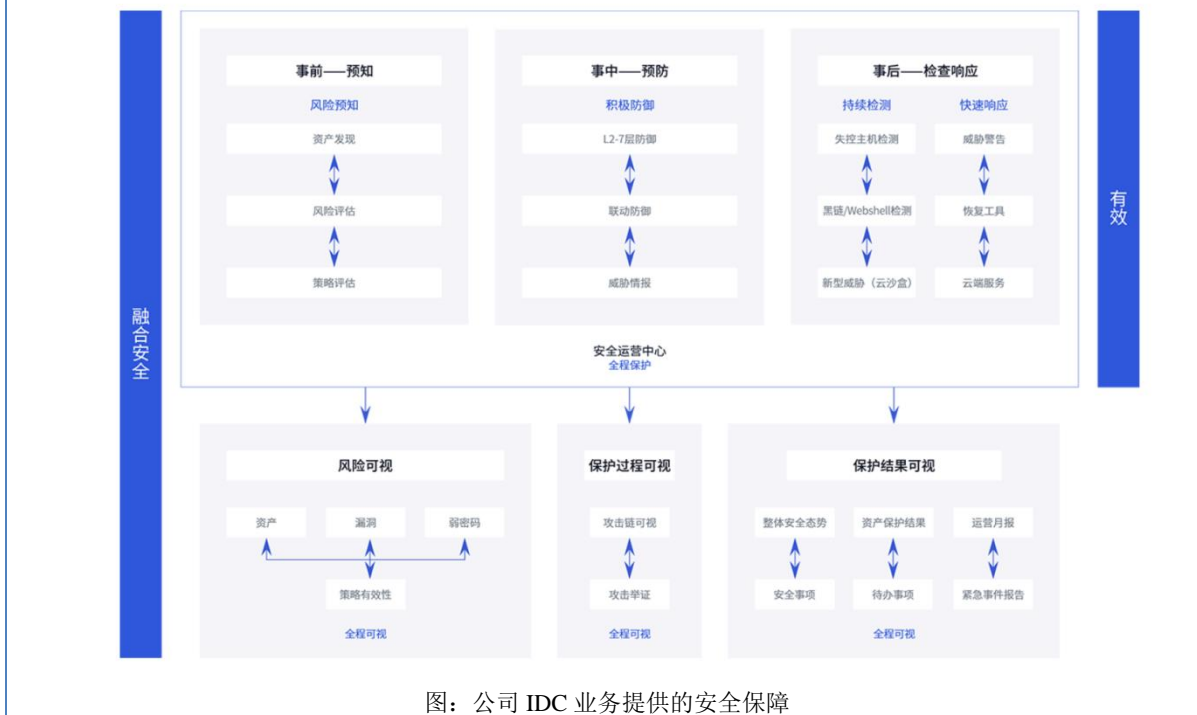 融合安全
事前——预知
风险预知
资产发现
风险评估
策略评估
事中——预防
积极防御
L2-7层防御
联动防御
威胁情报
事后——检查响应
持续检测
快速响应
失控主机检测
威胁警告
黑链/Webshell检测
恢复工具
新型威胁（云沙盒）
云端服务
安全运营中心
全程保护
有效
风险可视
资产
漏洞
弱密码
策略有效性
全程可视
保护过程可视
攻击链可视
攻击举证
全程可视
保护结果可视
整体安全态势
资产保护结果
运营月报
安全事项
待办事项
紧急事件报告
全程可视
图：公司 IDC 业务提供的安全保障